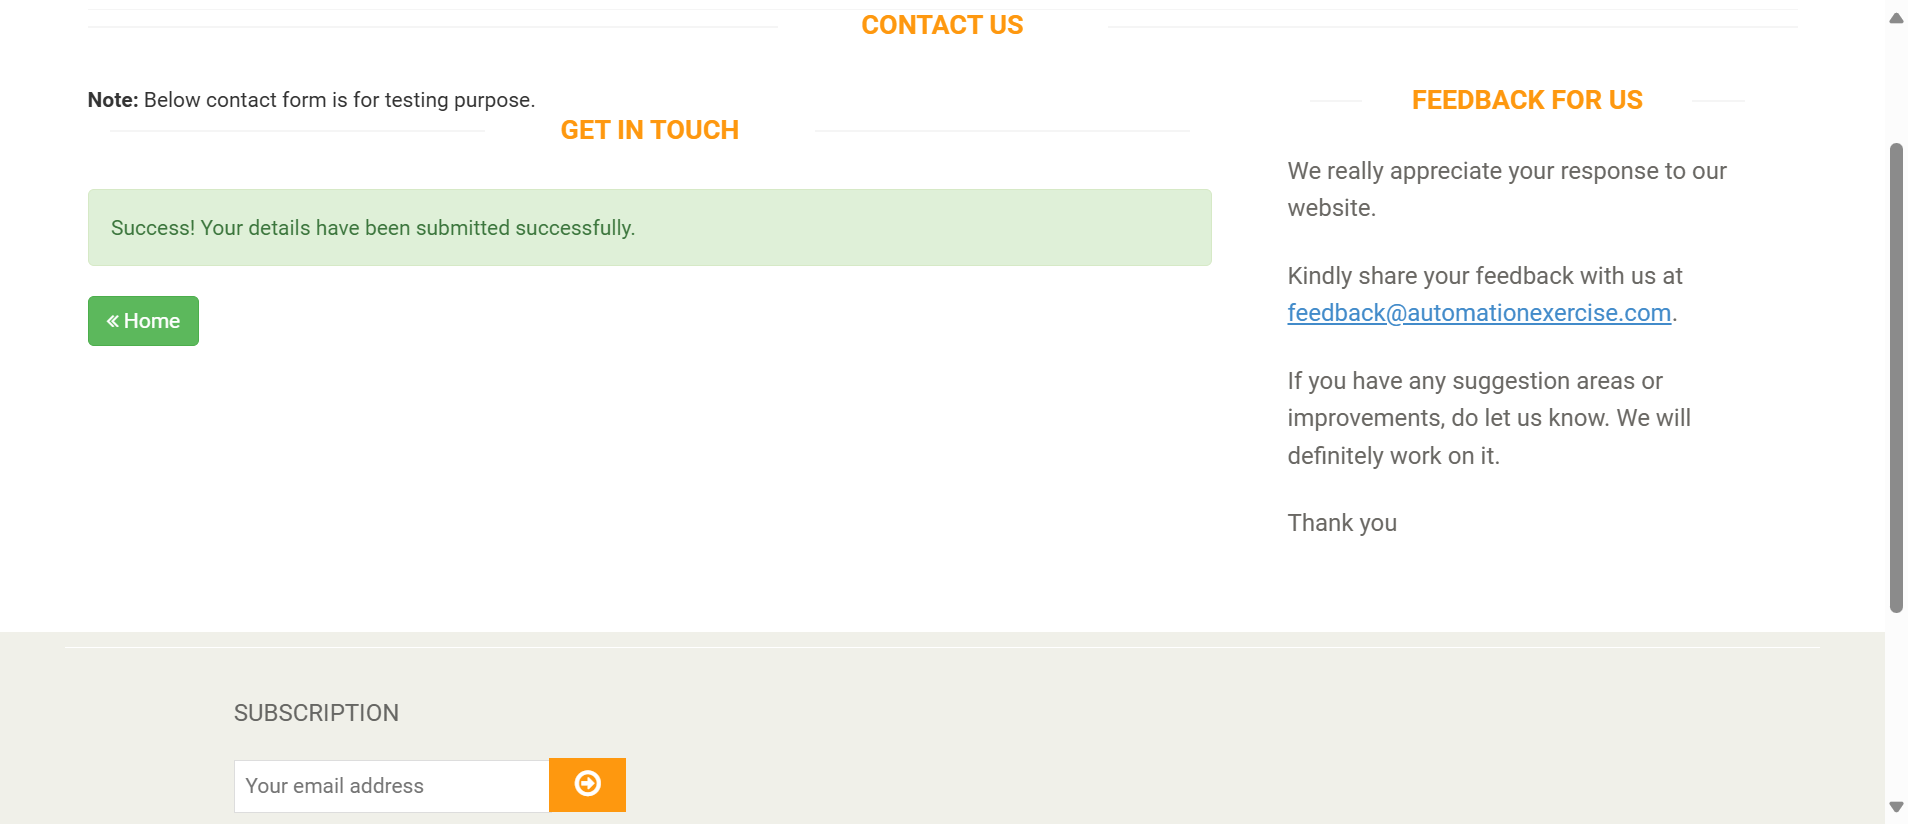 CONTACT US
Note: Below contact form is for testing purpose.
GET IN TOUCH
Success! Your details have been submitted successfully.
« Home
FEEDBACK FOR US
We really appreciate your response to our
website.
Kindly share your feedback with us at
feedback@automationexercise.com.
If you have any suggestion areas or
improvements, do let us know. We will
definitely work on it.
Thank you
SUBSCRIPTION
Your email address